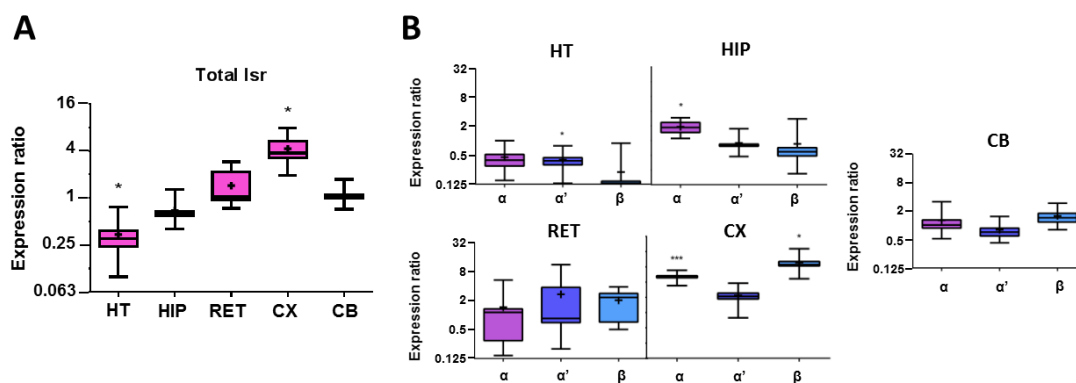 A
Total Isr
Expression ratio
16
4
1
0.25
0.063
*
*
HT
HIP
RET
CX
CB
B
HT
HIP
Expression ratio
32
8
2
0.5
0.125
*
*
α
α’
β
α
α’
β
RET
CX
Expression ratio
32
8
2
0.5
0.125
***
*
α
α’
β
α
α’
β
CB
Expression ratio
32
8
2
0.5
0.125
α
α’
β